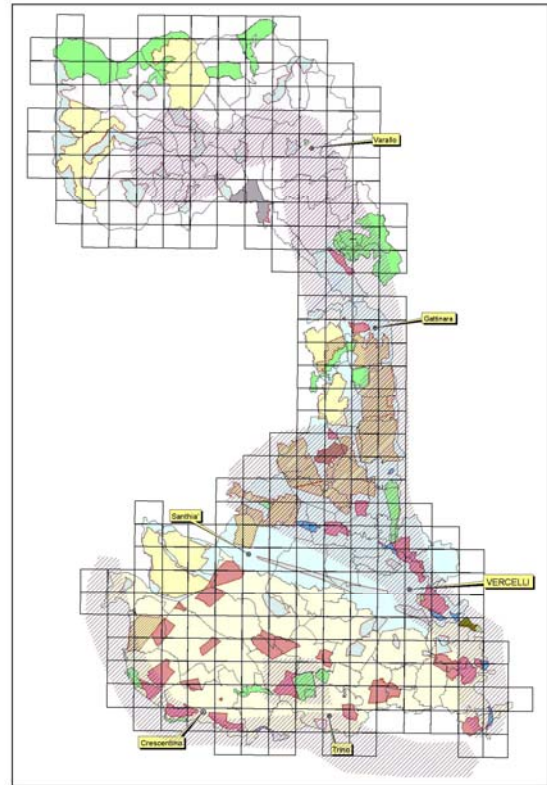 Varallo
Gattinara
Santhia'
VERCELLI
Crescentino
Trino